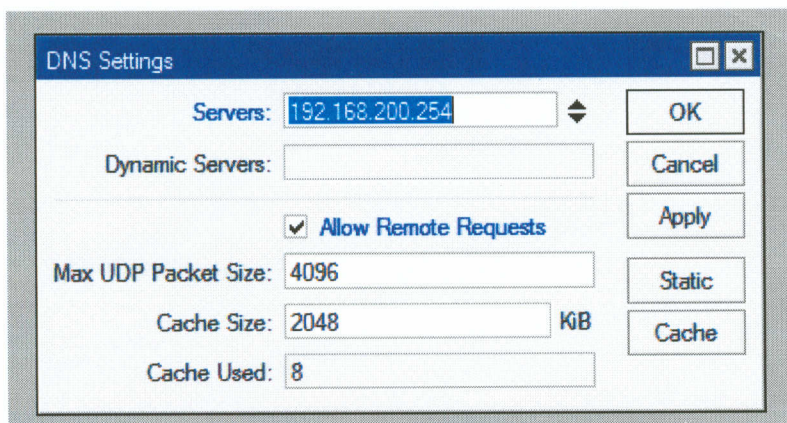 DNS Settings
Servers: 192.168.200.254
OK
Dynamic Servers:
Cancel
Allow Remote Requests
Apply
Max UDP Packet Size: 4096
Static
Cache Size: 2048 KiB
Cache
Cache Used: 8